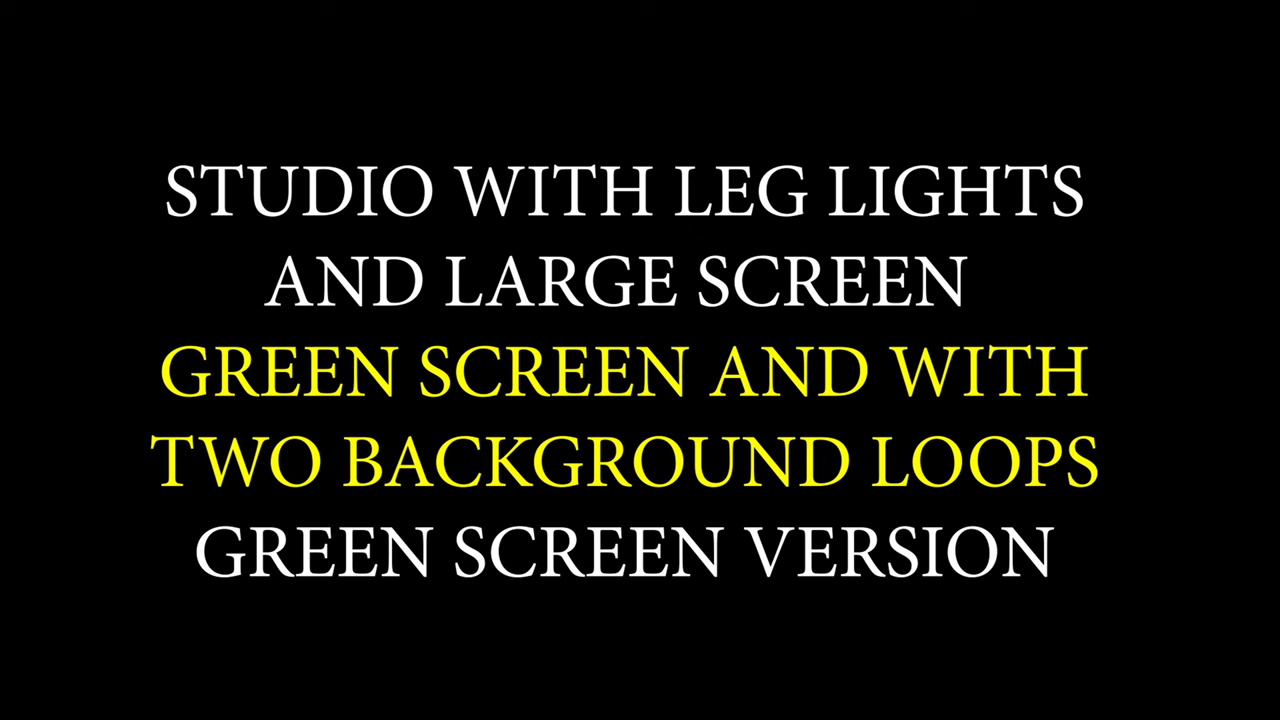 STUDIO WITH LEG LIGHTS
AND LARGE SCREEN
GREEN SCREEN AND WITH
TWO BACKGROUND LOOPS
GREEN SCREEN VERSION